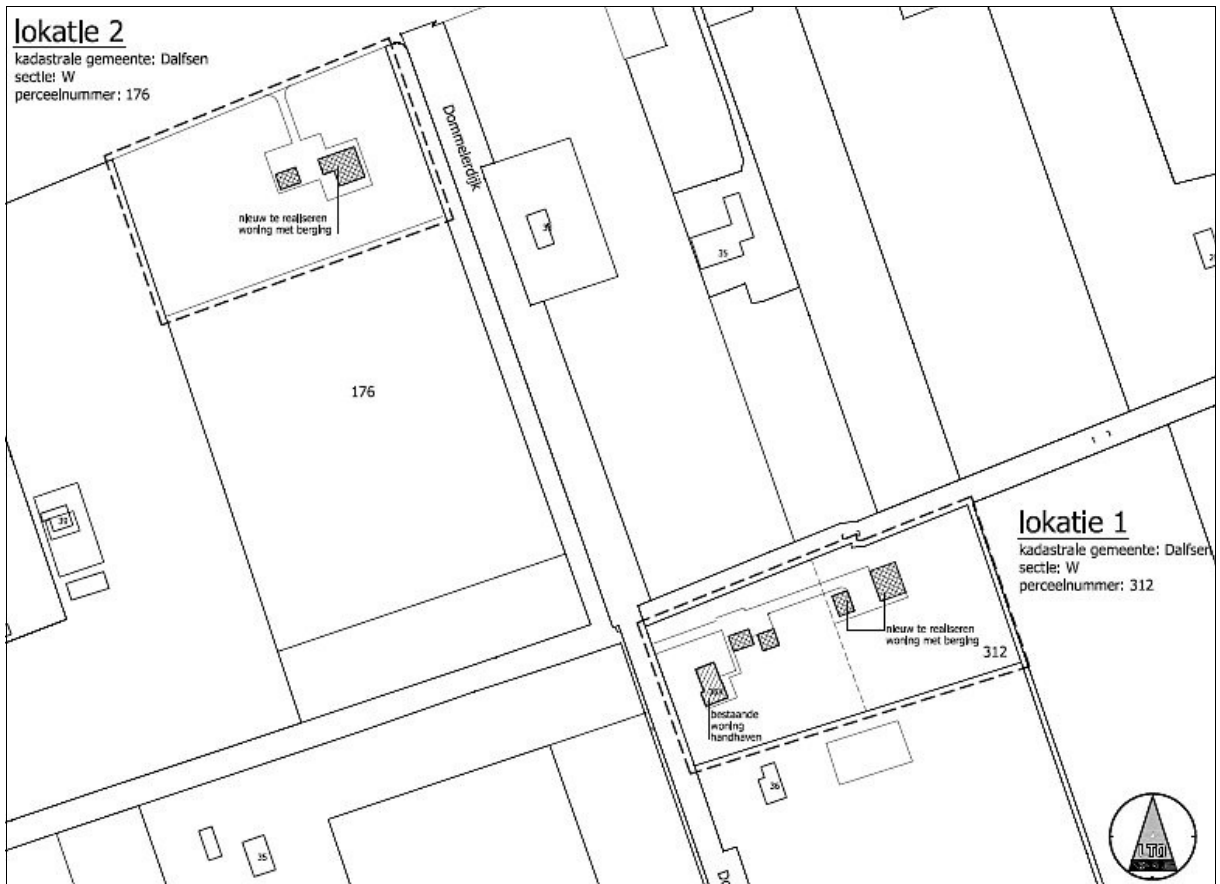 lokatie 2
kadastrale gemeente: Dalfsen
sectie: W
perceelnummer: 176
Dommelerdijk
nieuw te realiseren
woning met berging
35
176
lokatie 1
kadastrale gemeente: Dalfsen
sectie: W
perceelnummer: 312
nieuw te realiseren
woning met berging
312
bestaande
woning
handhaven
36
35
Do
LTO